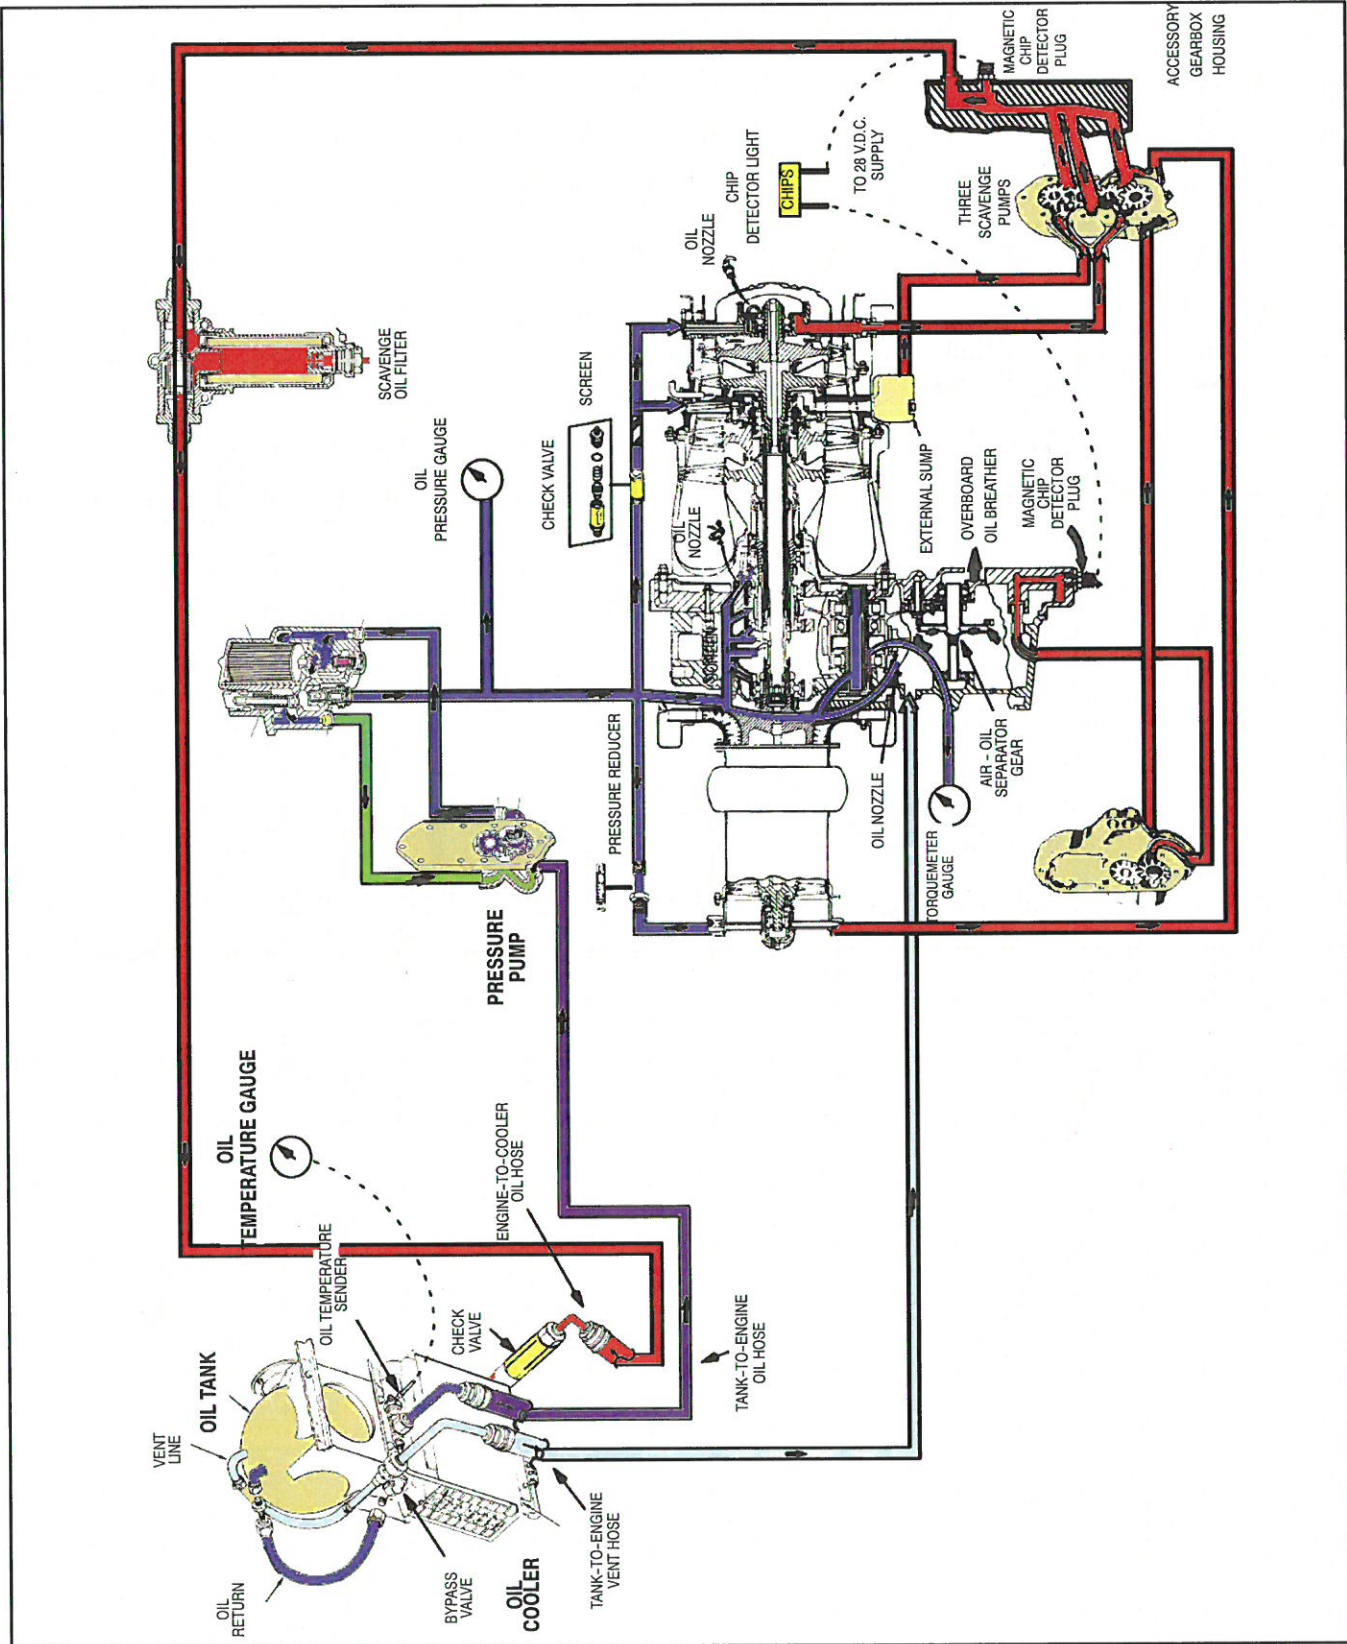 VENT
LINE
OIL TANK
OIL
RETURN
BYPASS
VALVE
OIL
COOLER
TANK-TO-ENGINE
VENT HOSE
OIL TEMPERATURE
SENDER
OIL
TEMPERATURE GAUGE
CHECK
VALVE
ENGINE-TO-COOLER
OIL HOSE
TANK-TO-ENGINE
OIL HOSE
PRESSURE
PUMP
PRESSURE REDUCER
OIL
PRESSURE GAUGE
SCAVENGE
OIL FILTER
CHECK VALVE
SCREEN
OIL
NOZZLE
SCREEN
OIL
NOZZLE
CHIP
DETECTOR LIGHT
CHIPS
TO 28 V.D.C.
SUPPLY
MAGNETIC
CHIP
DETECTOR
PLUG
ACCESSORY
GEARBOX
HOUSING
THREE
SCAVENGE
PUMPS
EXTERNAL SUMP
OVERBOARD
OIL BREATHER
MAGNETIC
CHIP
DETECTOR
PLUG
OIL NOZZLE
TORQUEMETER
GAUGE
AIR - OIL
SEPARATOR
GEAR